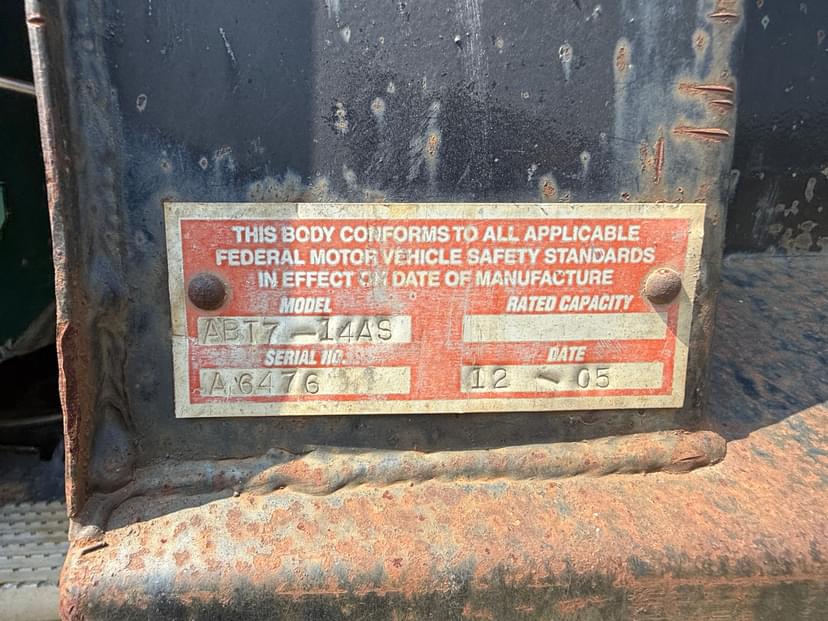 THIS BODY CONFORMS TO ALL APPLICABLE
FEDERAL MOTOR VEHICLE SAFETY STANDARDS
IN EFFECT ON DATE OF MANUFACTURE
MODEL RATED CAPACITY
ABT7-14AS
SERIAL NO. DATE
A6476 12-05